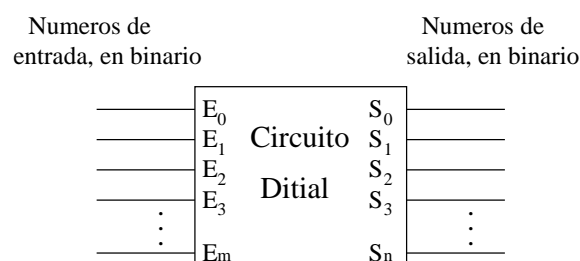 Numeros de
entrada, en binario
Numeros de
salida, en binario
E0
E1
E2
E3
Em
Circuito
Ditial
S0
S1
S2
S3
Sn